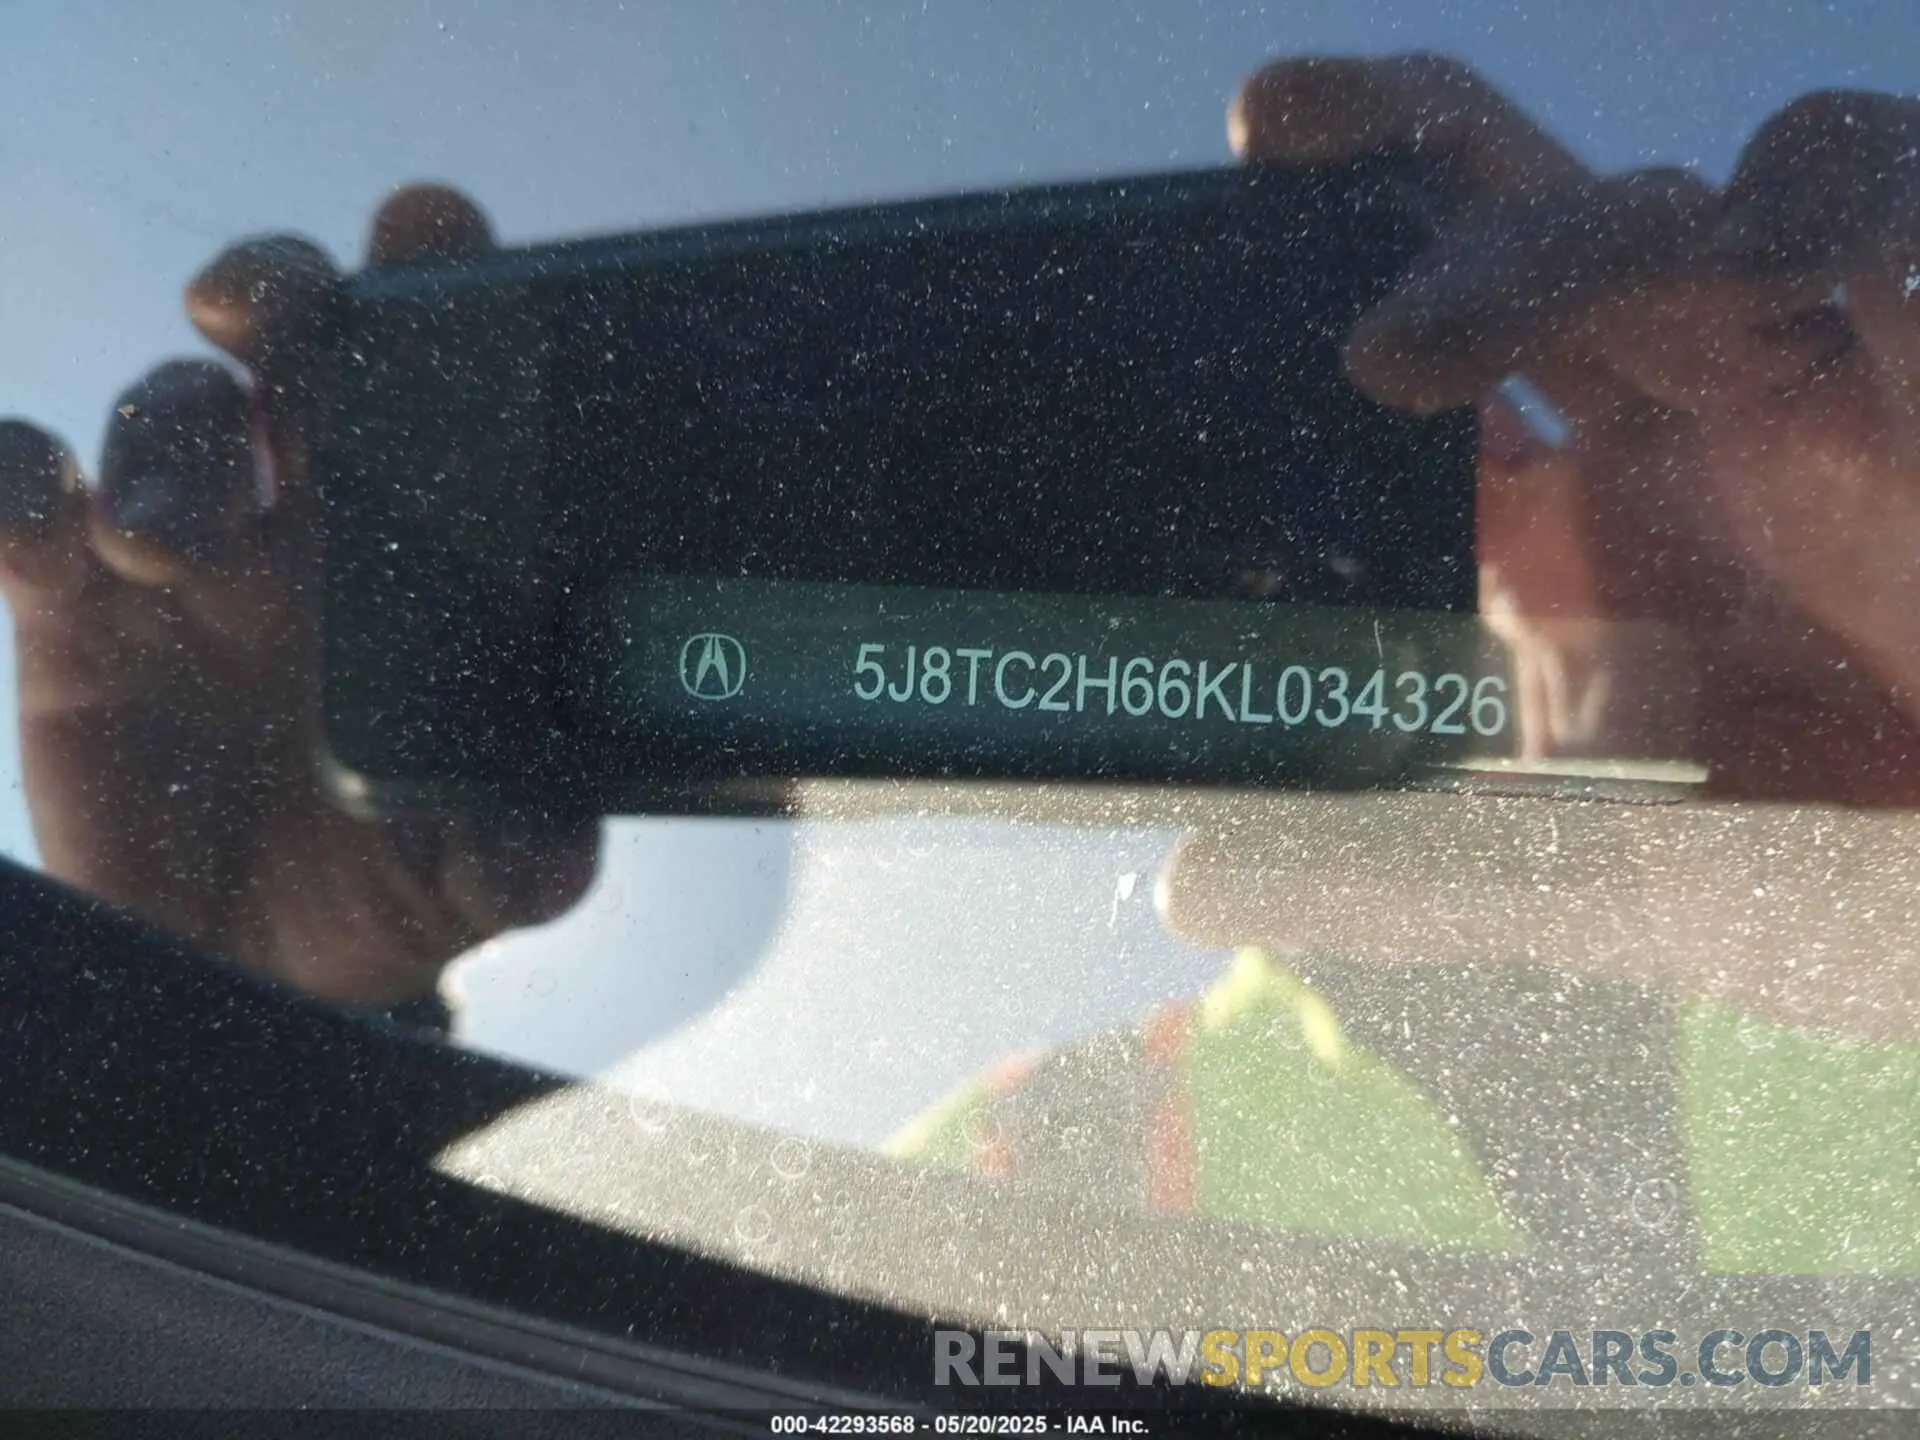 5J8TC2H66KL034326
RENEWSPORTSCARS.COM
000-42293568 - 05/20/2025 - IAA Inc.